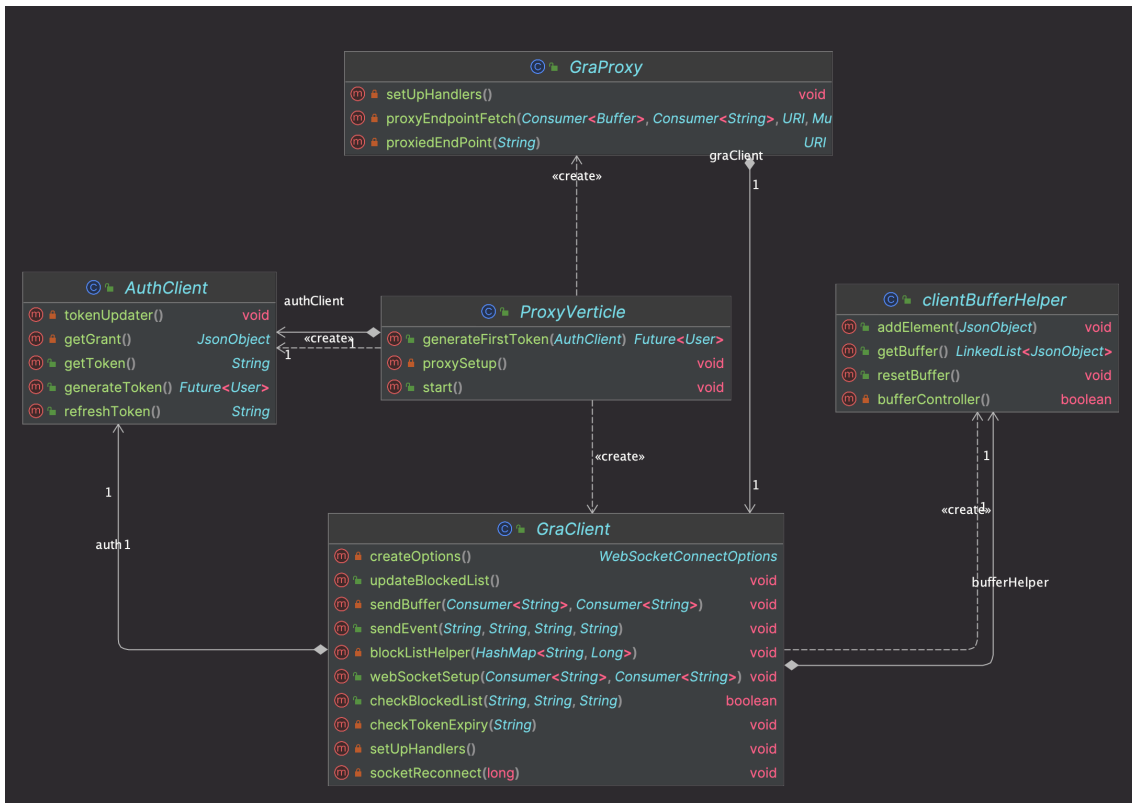 GraProxy
setUpHandlers() void
proxyEndpointFetch(Consumer<Buffer>, Consumer<String>, URI, Mu
proxiedEndPoint(String) URI
graClient
1
«create»
AuthClient
tokenUpdater() void
getGrant() JsonObject
getToken() String
generateToken() Future<User>
refreshToken() String
authClient
«create»
1
1
ProxyVerticle
generateFirstToken(AuthClient) Future<User>
proxySetup() void
start() void
clientBufferHelper
addElement(JsonObject) void
getBuffer() LinkedList<JsonObject>
resetBuffer() void
bufferController() boolean
«create»
1
1
auth1
1
1
«create»
bufferHelper
GraClient
createOptions() WebSocketConnectOptions
updateBlockedList() void
sendBuffer(Consumer<String>, Consumer<String>) void
sendEvent(String, String, String, String) void
blockListHelper(HashMap<String, Long>) void
webSocketSetup(Consumer<String>, Consumer<String>) void
checkBlockedList(String, String, String) boolean
checkTokenExpiry(String) void
setUpHandlers() void
socketReconnect(long) void